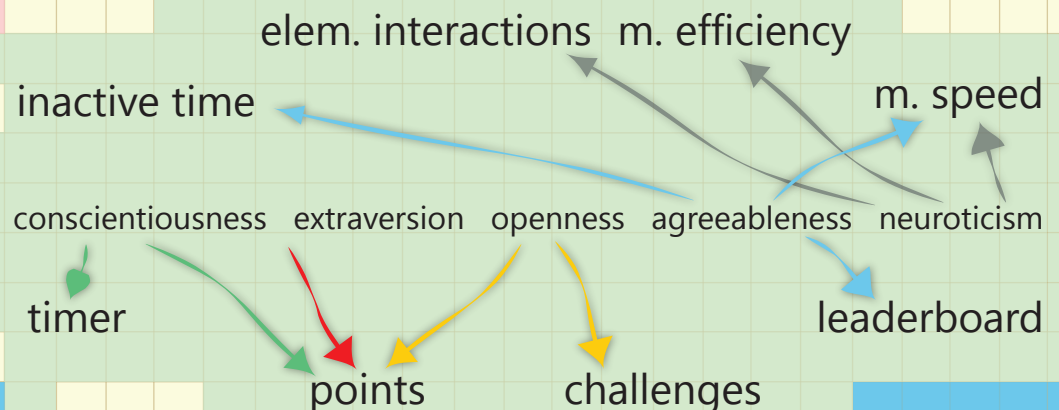 elem. interactions m. efficiency
inactive time m. speed
conscientiousness extraversion openness agreeableness neuroticism
timer leaderboard
points challenges